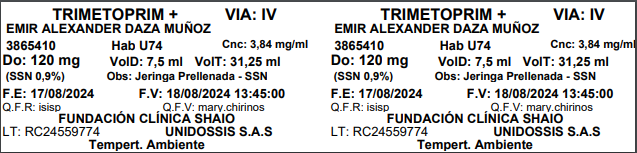 TRIMETOPRIM + VIA: IV
EMIR ALEXANDER DAZA MUÑOZ
3865410 Hab U74 Cnc: 3,84 mg/ml
Do: 120 mg VolD: 7,5 ml VolT: 31,25 ml
(SSN 0,9%) Obs: Jeringa Prellenada - SSN
F.E: 17/08/2024 F.V: 18/08/2024 13:45:00
Q.F.R: isisp Q.F.V: mary.chirinos
FUNDACIÓN CLÍNICA SHAIO
LT: RC24559774 UNIDOSSIS S.A.S
Tempert. Ambiente
TRIMETOPRIM + VIA: IV
EMIR ALEXANDER DAZA MUÑOZ
3865410 Hab U74 Cnc: 3,84 mg/ml
Do: 120 mg VolD: 7,5 ml VolT: 31,25 ml
(SSN 0,9%) Obs: Jeringa Prellenada - SSN
F.E: 17/08/2024 F.V: 18/08/2024 13:45:00
Q.F.R: isisp Q.F.V: mary.chirinos
FUNDACIÓN CLÍNICA SHAIO
LT: RC24559774 UNIDOSSIS S.A.S
Tempert. Ambiente